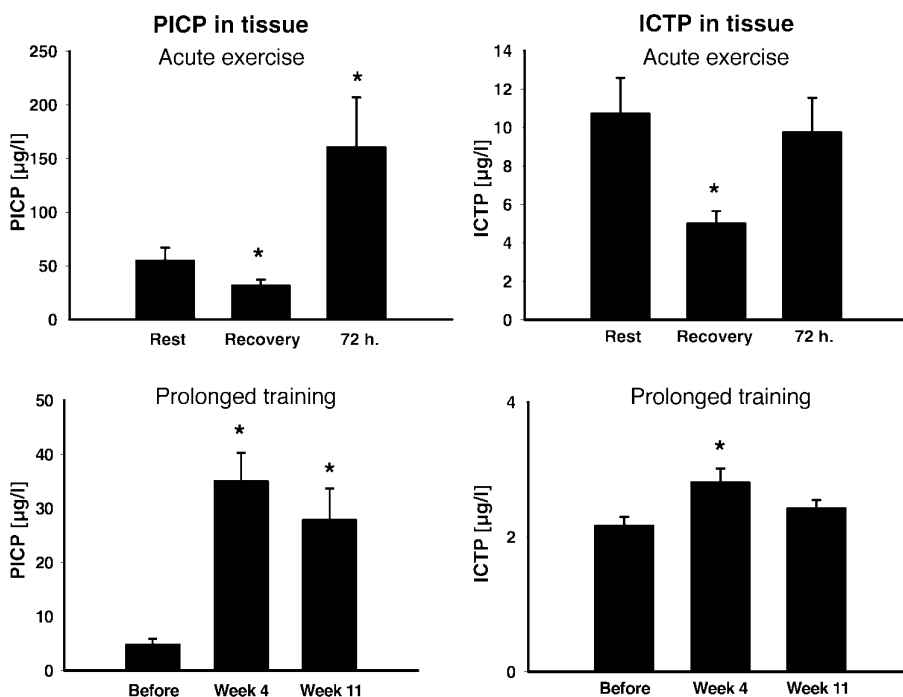 PICP in tissue
Acute exercise
PICP [µg/l]
250
200
150
100
50
0
*
*
Rest Recovery 72 h.
ICTP in tissue
Acute exercise
ICTP [µg/l]
14
12
10
8
6
4
2
0
*
Rest Recovery 72 h.
Prolonged training
PICP [µg/l]
50
40
30
20
10
0
*
*
Before Week 4 Week 11
Prolonged training
ICTP [µg/l]
4
2
0
*
Before Week 4 Week 11